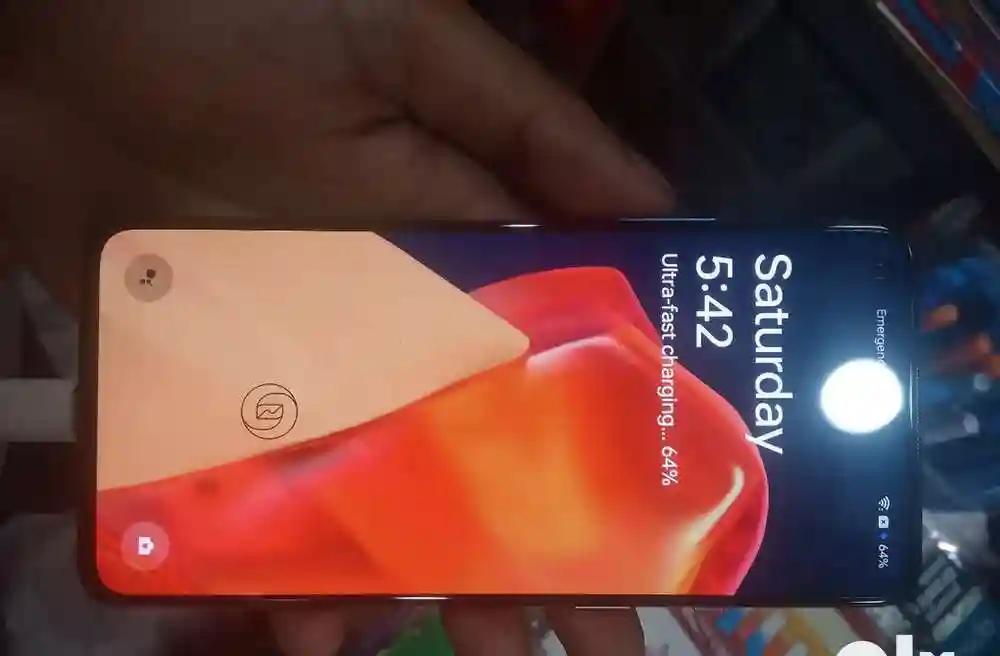 Emergen
64%
Saturday
5:42
Ultra-fast charging... 64%
olx